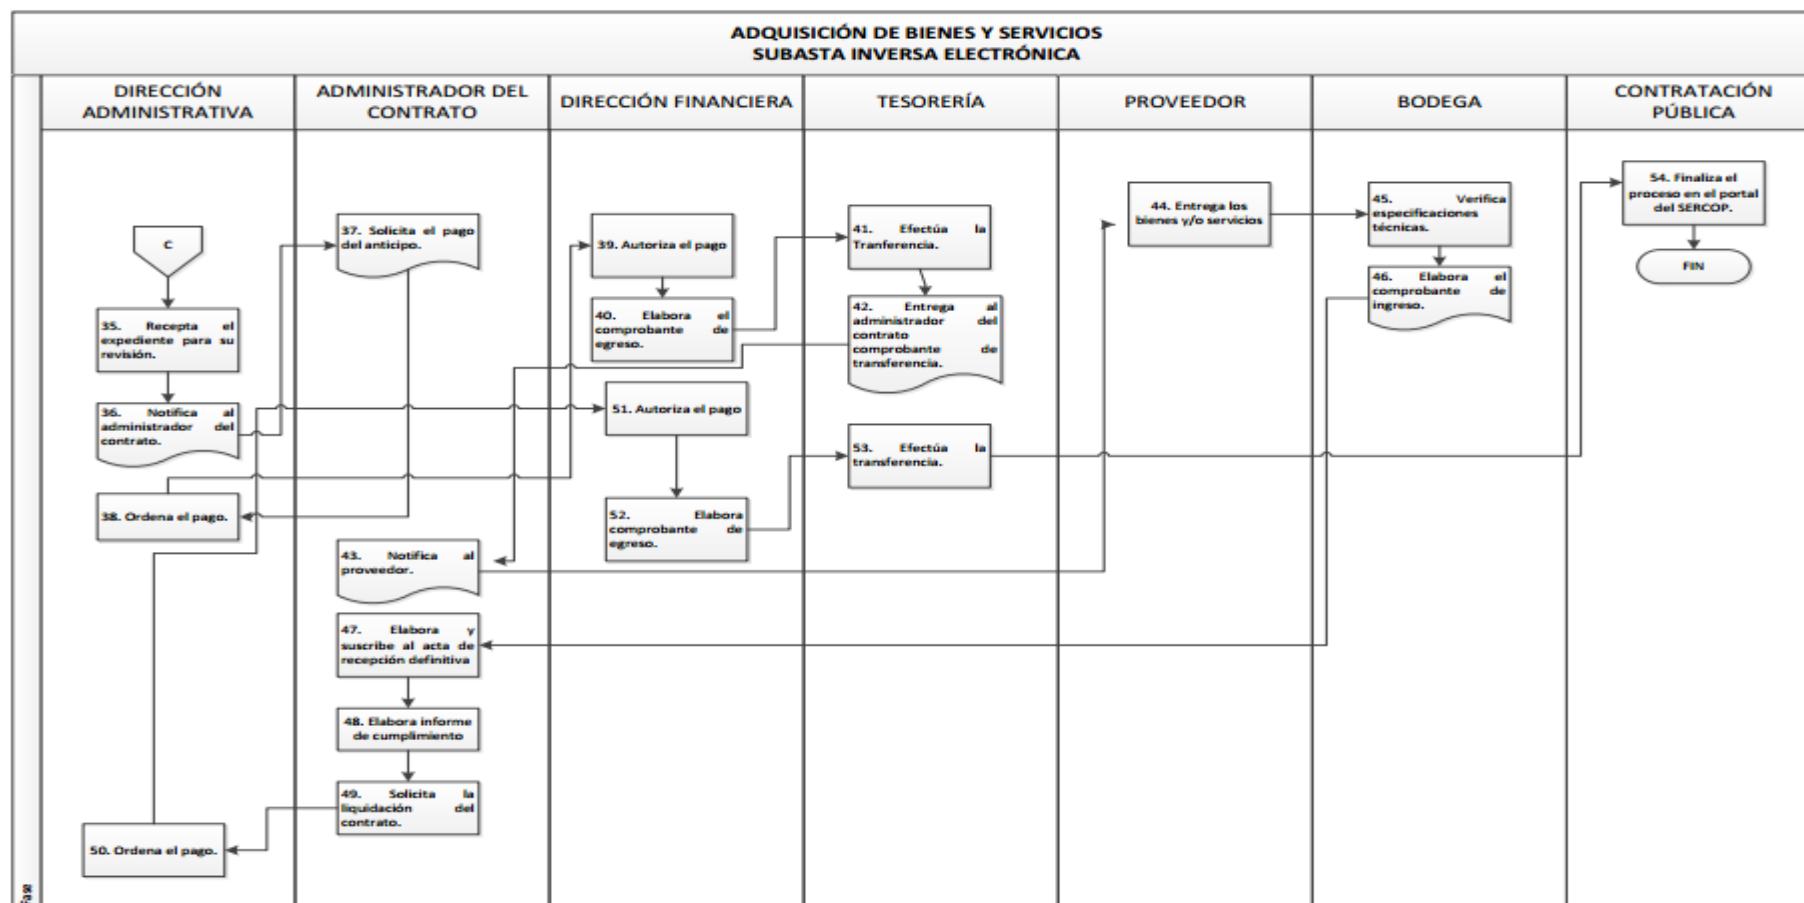 ADQUISICIÓN DE BIENES Y SERVICIOS
SUBASTA INVERSA ELECTRÓNICA
DIRECCIÓN
ADMINISTRATIVA
ADMINISTRADOR DEL
CONTRATO
DIRECCIÓN FINANCIERA
TESORERÍA
PROVEEDOR
BODEGA
CONTRATACIÓN
PÚBLICA
C
35. Recepta el
expediente para su
revisión.
36. Notifica al
administrador del
contrato.
37. Solicita el pago
del anticipo.
38. Ordena el pago.
39. Autoriza el pago
40. Elabora el
comprobante de
egreso.
41. Efectúa la
Tranferencia.
42. Entrega al
administrador del
contrato
comprobante de
transferencia.
43. Notifica al
proveedor.
44. Entrega los
bienes y/o servicios
45. Verifica
especificaciones
técnicas.
46. Elabora el
comprobante de
ingreso.
47. Elabora y
suscribe al acta de
recepción definitiva
48. Elabora informe
de cumplimiento
49. Solicita la
liquidación del
contrato.
50. Ordena el pago.
51. Autoriza el pago
52. Elabora
comprobante de
egreso.
53. Efectúa la
transferencia.
54. Finaliza el
proceso en el portal
del SERCOP.
FIN
Fase